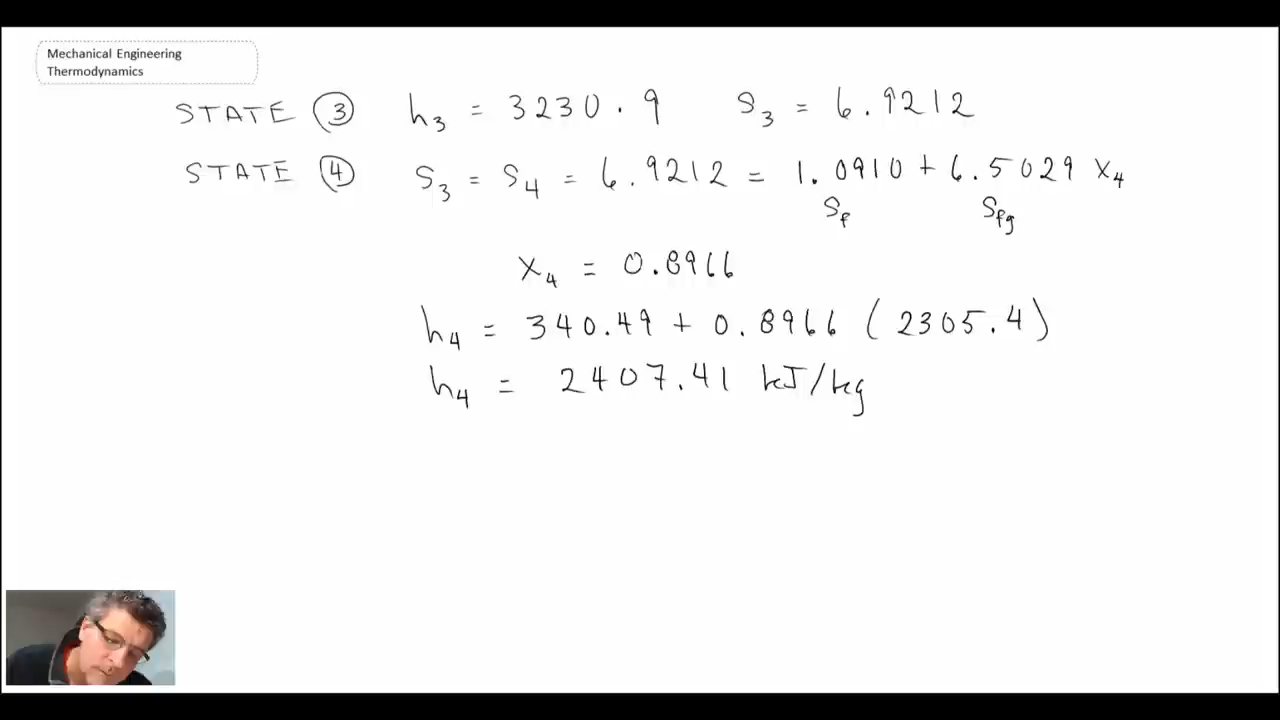 Mechanical Engineering
Thermodynamics
STATE ③ h₃ = 3230.9 S₃ = 6.9212
STATE ④ S₃ = S₄ = 6.9212 = 1.0910 + 6.5029 x₄
Sf Sfg
x₄ = 0.8966
h₄ = 340.49 + 0.8966 (2305.4)
h₄ = 2407.41 kJ/kg